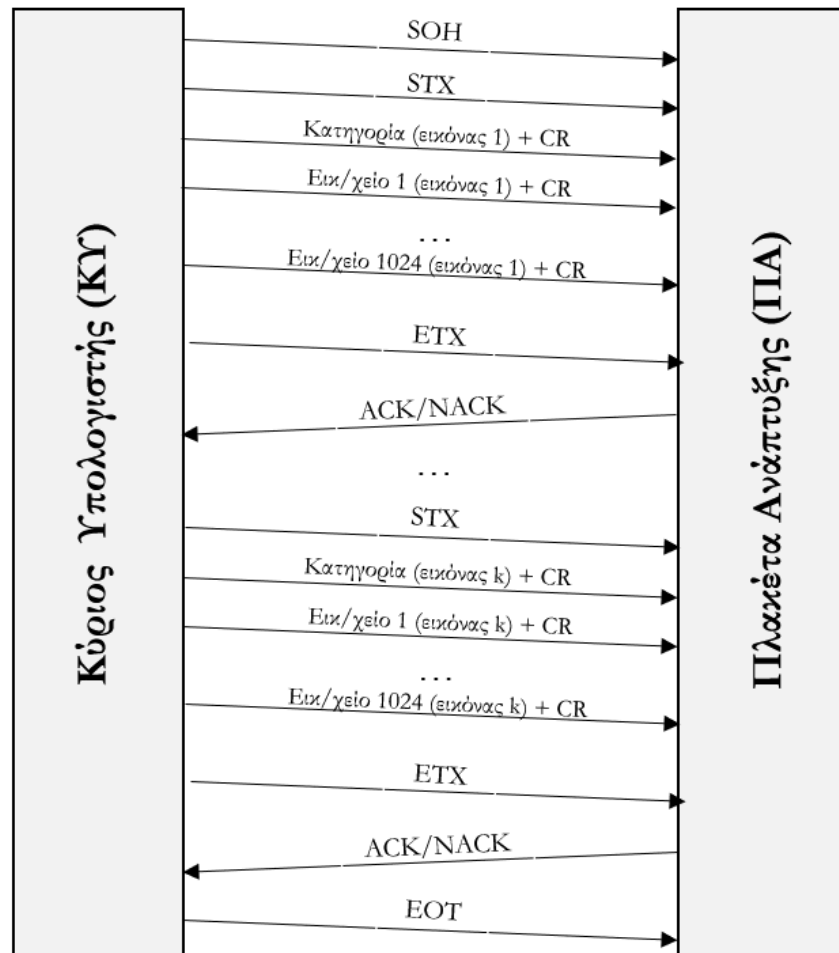 SOH
STX
Κατηγορία (εικόνας 1) + CR
Εικ/χείο 1 (εικόνας 1) + CR
...
Εικ/χείο 1024 (εικόνας 1) + CR
ETX
ACK/NACK
...
STX
Κατηγορία (εικόνας k) + CR
Εικ/χείο 1 (εικόνας k) + CR
...
Εικ/χείο 1024 (εικόνας k) + CR
ETX
ACK/NACK
EOT
Κύριος Υπολογιστής (ΚΥ)
Πλακέτα Ανάπτυξης (ΠΑ)